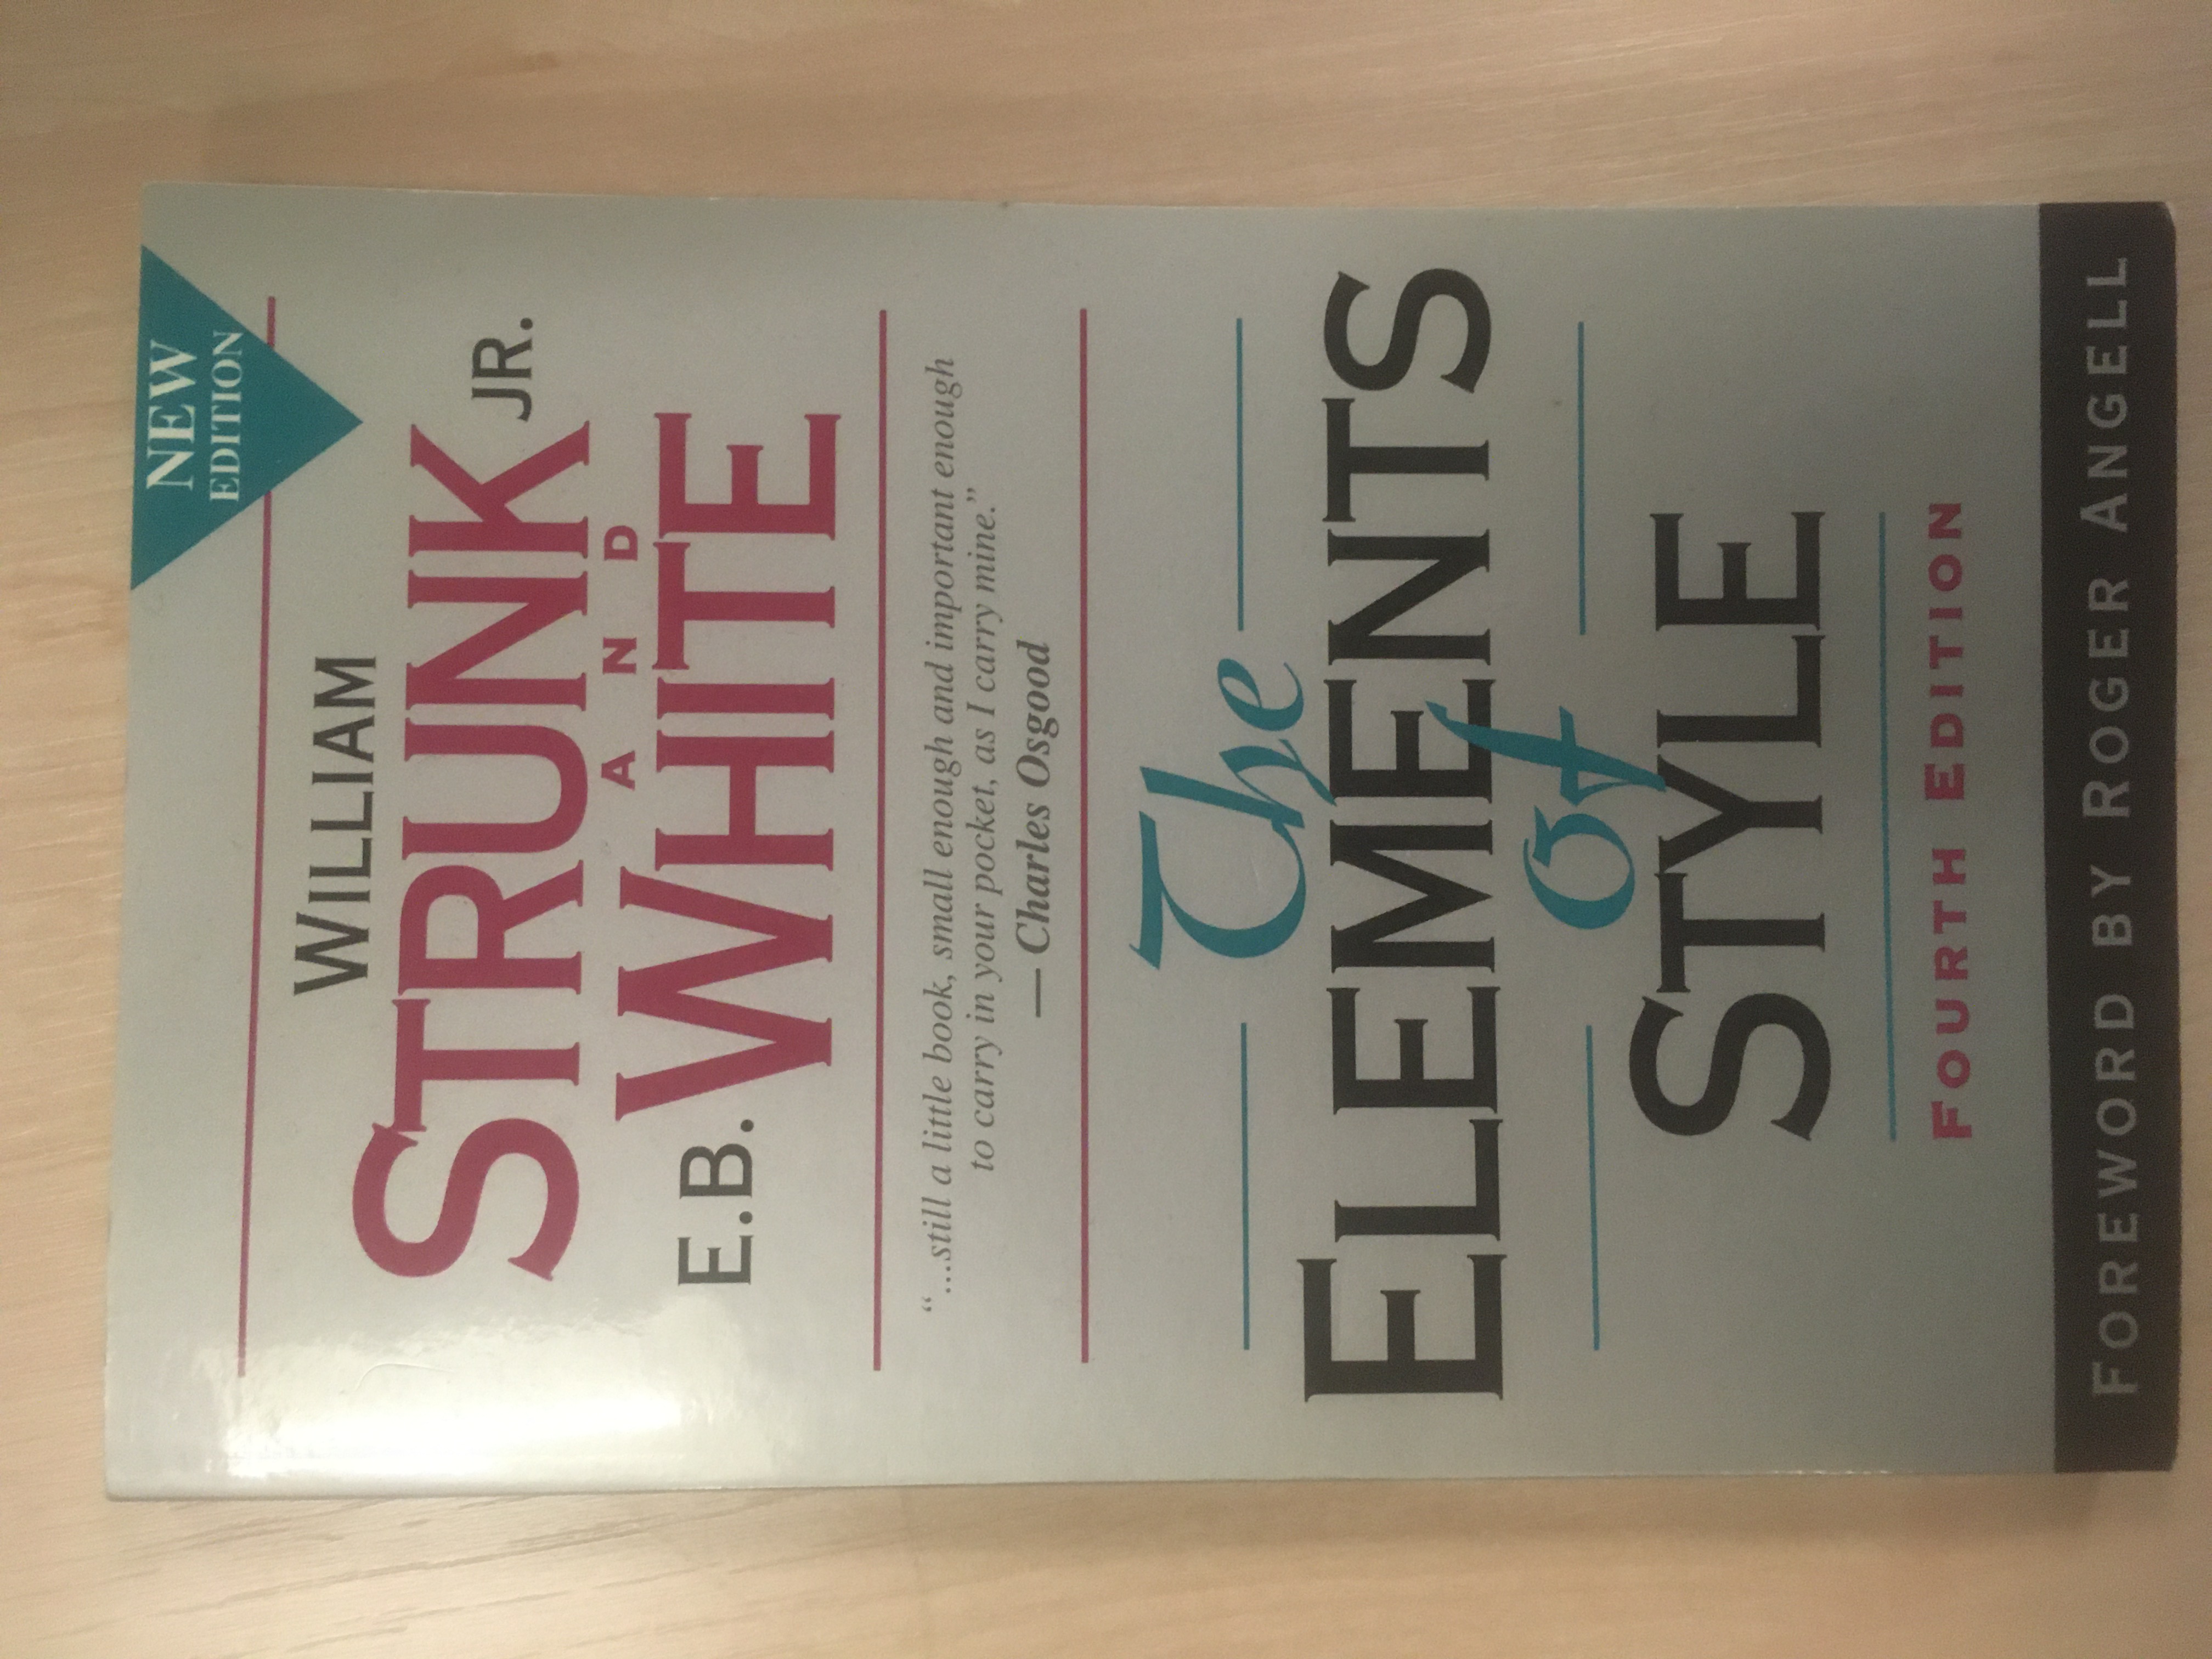 NEW
EDITION
WILLIAM
STRUNK JR.
AND
E.B. WHITE
“...still a little book, small enough and important enough
to carry in your pocket, as I carry mine.”
— Charles Osgood
The
ELEMENTS
of
STYLE
FOURTH EDITION
FOREWORD BY ROGER ANGELL